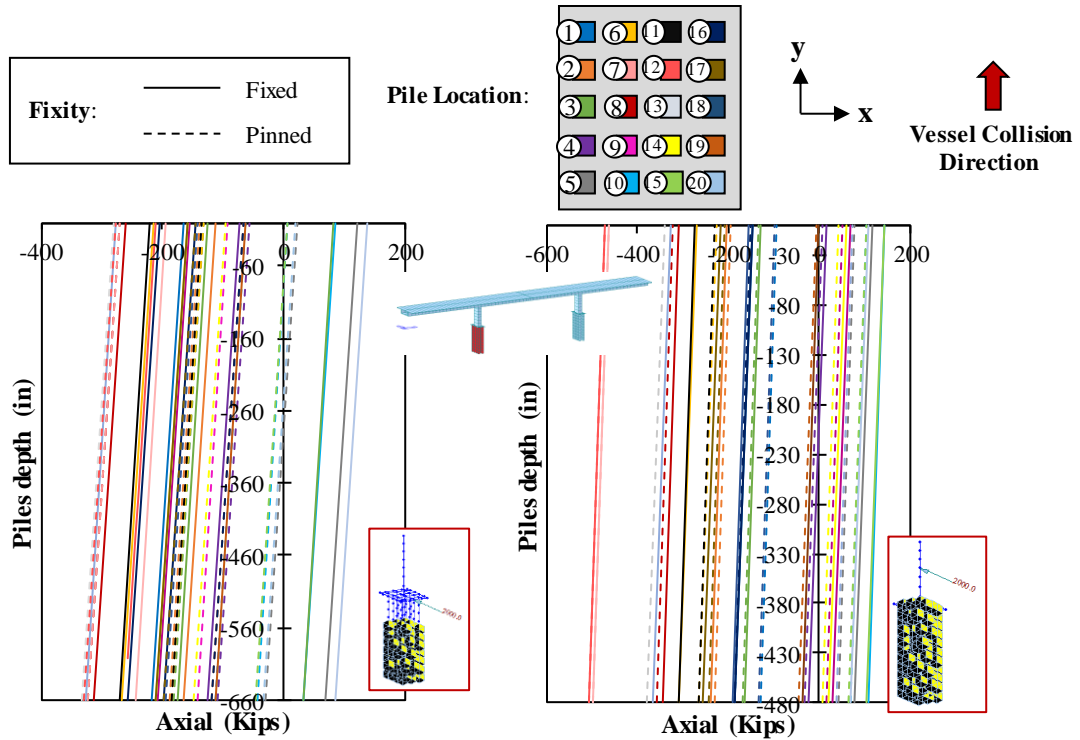 Fixity:
Fixed
Pinned
Pile Location:
1 6 11 16
2 7 12 17
3 8 13 18
4 9 14 19
5 10 15 20
y
x
Vessel Collision
Direction
-400 -200 0 200
-60
-160
-260
-360
-460
-560
-660
Piles depth (in)
Axial (Kips)
2000.0
-600 -400 -200 0 200
-30
-80
-130
-180
-230
-280
-330
-380
-430
-480
Piles depth (in)
Axial (Kips)
2000.0